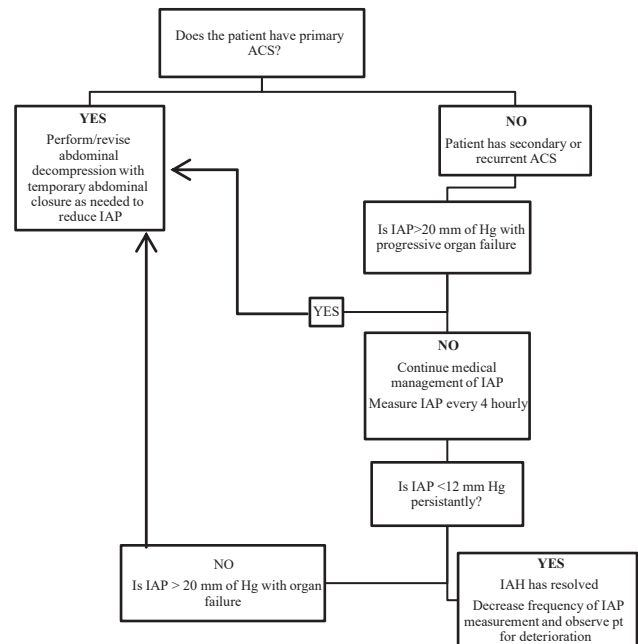 Does the patient have primary
ACS?
YES
Perform/revise
abdominal
decompression with
temporary abdominal
closure as needed to
reduce IAP
NO
Patient has secondary or
recurrent ACS
Is IAP>20 mm of Hg with
progressive organ failure
YES
NO
Continue medical
management of IAP
Measure IAP every 4 hourly
Is IAP <12 mm Hg
persistantly?
NO
Is IAP > 20 mm of Hg with organ
failure
YES
IAH has resolved
Decrease frequency of IAP
measurement and observe pt
for deterioration